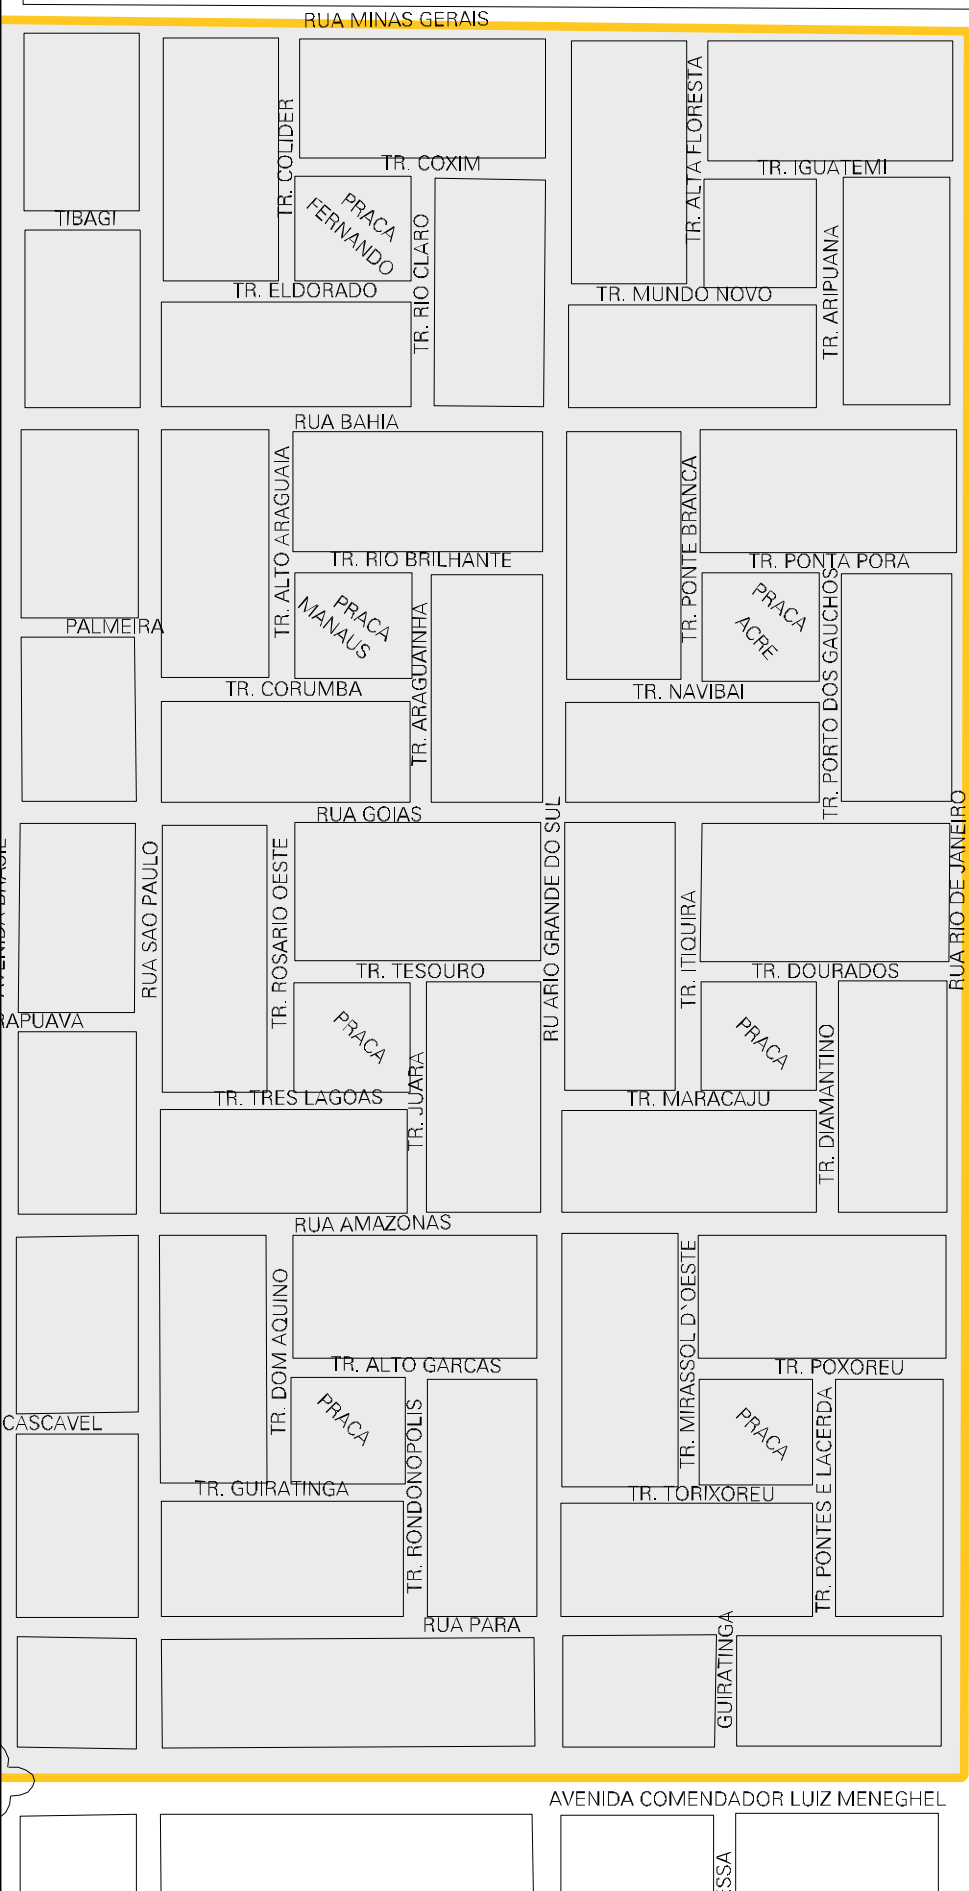 RUA MINAS GERAIS
TR. COLIDER
TR. COXIM
TR. ALTA FLORESTA
TR. IGUATEMI
TIBAGI
PRACA
FERNANDO
TR. RIO CLARO
TR. ARIPUANA
TR. ELDORADO
TR. MUNDO NOVO
RUA BAHIA
TR. ALTO ARAGUAIA
TR. RIO BRILHANTE
TR. PONTE BRANCA
TR. PONTA PORA
PALMEIRA
PRACA
MANAUS
TR. ARAGUAINHA
PRACA
ACRE
TR. PORTO DOS GAUCHOS
TR. CORUMBA
TR. NAVIBAI
RUA GOIAS
AVENIDA BRASIL
RUA SAO PAULO
TR. ROSARIO OESTE
RU ARIO GRANDE DO SUL
TR. ITIQUIRA
RUA RIO DE JANEIRO
TR. TESOURO
TR. DOURADOS
RAPUAVA
PRACA
TR. JUARA
PRACA
TR. DIAMANTINO
TR. TRES LAGOAS
TR. MARACAJU
RUA AMAZONAS
TR. DOM AQUINO
TR. ALTO GARCAS
TR. MIRASSOL D`OESTE
TR. POXOREU
CASCAVEL
PRACA
TR. RONDONOPOLIS
PRACA
TR. PONTES E LACERDA
TR. GUIRATINGA
TR. TORIXOREU
RUA PARA
GUIRATINGA
AVENIDA COMENDADOR LUIZ MENEGHEL
ESSA